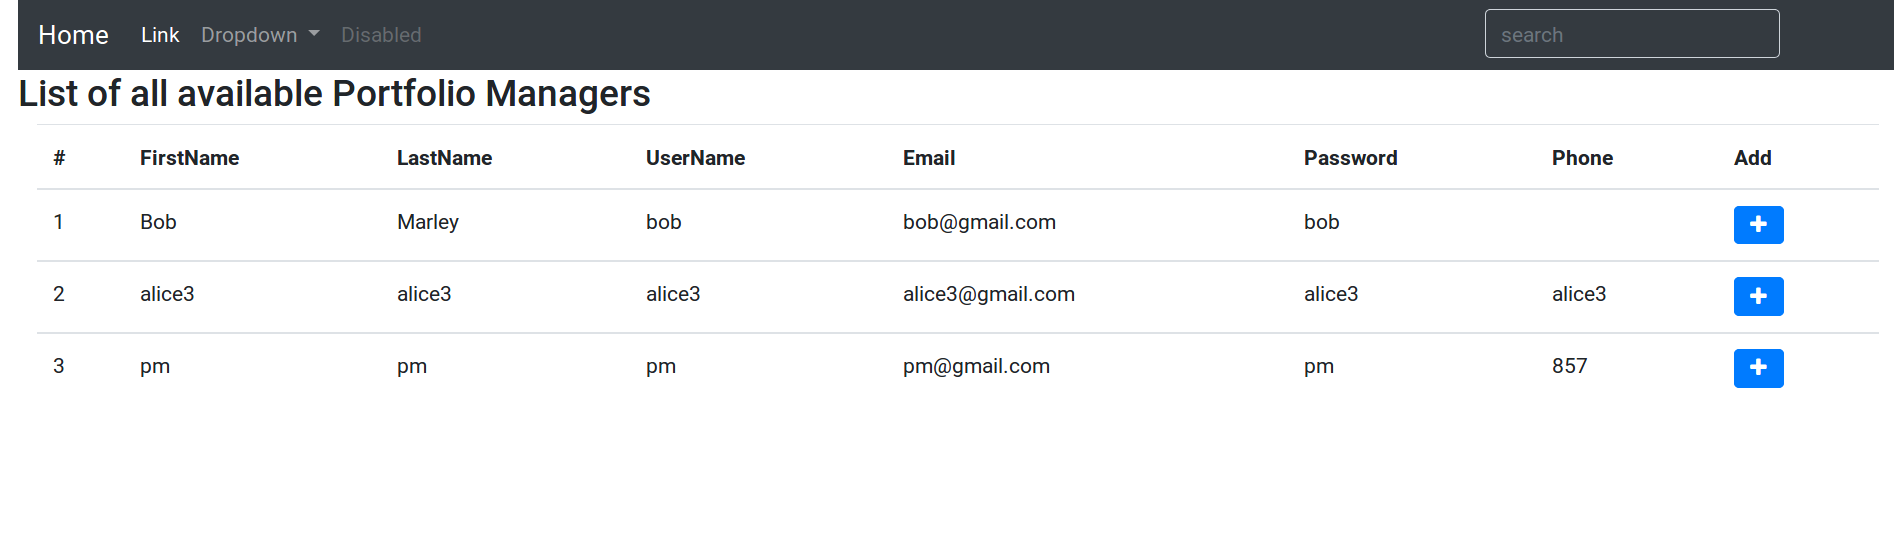 Home Link Dropdown Disabled search
List of all available Portfolio Managers
# FirstName LastName UserName Email Password Phone Add
1 Bob Marley bob bob@gmail.com bob
2 alice3 alice3 alice3 alice3@gmail.com alice3 alice3
3 pm pm pm pm@gmail.com pm 857